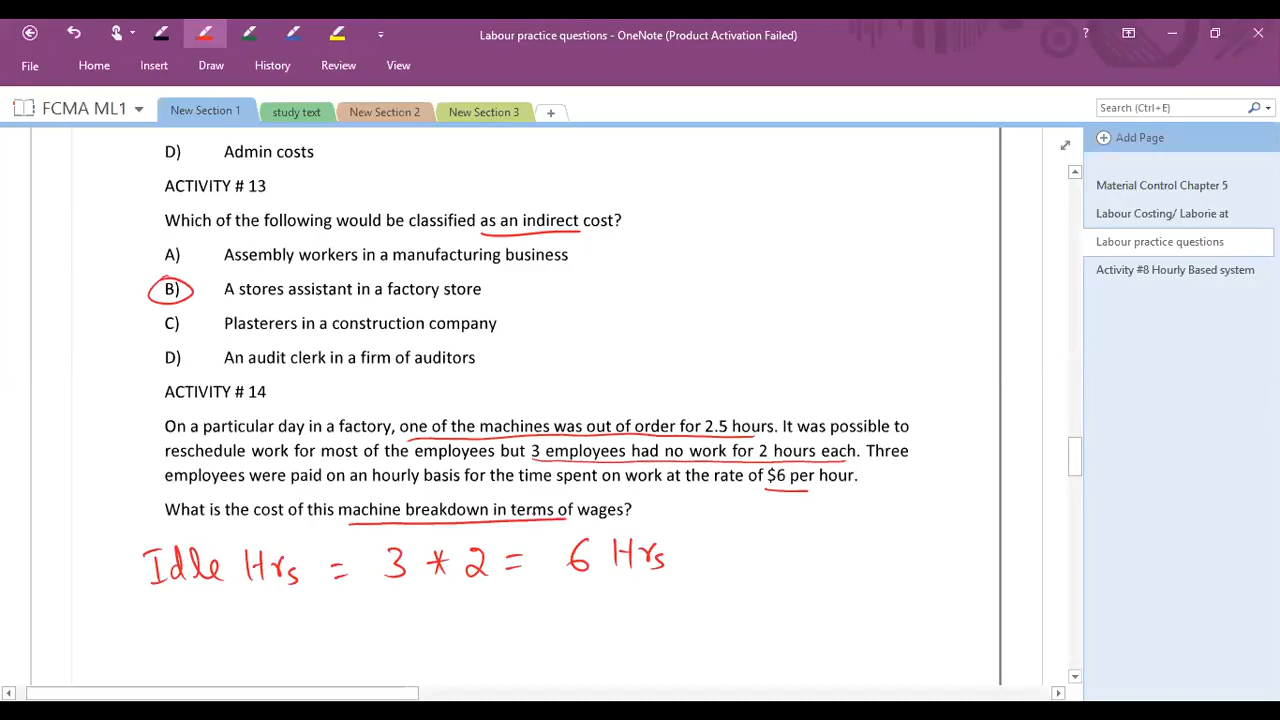 Labour practice questions - OneNote (Product Activation Failed)
?
File Home Insert Draw History Review View
FCMA ML1 New Section 1 study text New Section 2 New Section 3 +
Search (Ctrl+E)
Add Page
Material Control Chapter 5
Labour Costing/ Laborie at
Labour practice questions
Activity #8 Hourly Based system
D) Admin costs
ACTIVITY # 13
Which of the following would be classified as an indirect cost?
A) Assembly workers in a manufacturing business
B) A stores assistant in a factory store
C) Plasterers in a construction company
D) An audit clerk in a firm of auditors
ACTIVITY # 14
On a particular day in a factory, one of the machines was out of order for 2.5 hours. It was possible to
reschedule work for most of the employees but 3 employees had no work for 2 hours each. Three
employees were paid on an hourly basis for the time spent on work at the rate of $6 per hour.
What is the cost of this machine breakdown in terms of wages?
Idle Hrs = 3 * 2 = 6 Hrs